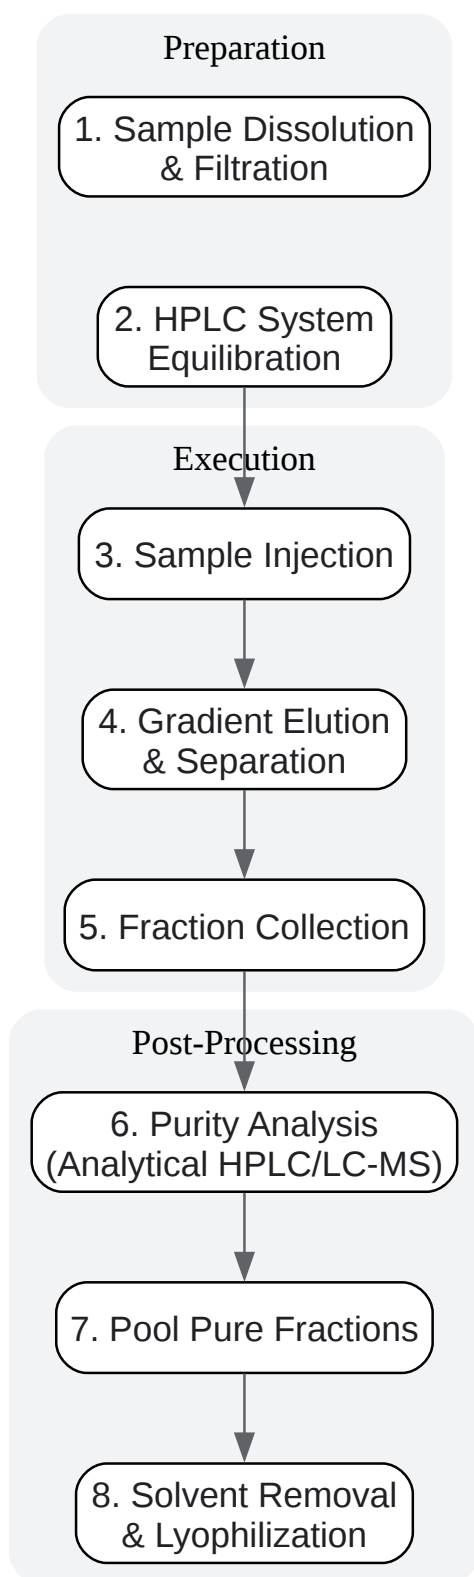 Preparation
1. Sample Dissolution
& Filtration
2. HPLC System
Equilibration
Execution
3. Sample Injection
4. Gradient Elution
& Separation
5. Fraction Collection
Post-Processing
6. Purity Analysis
(Analytical HPLC/LC-MS)
7. Pool Pure Fractions
8. Solvent Removal
& Lyophilization